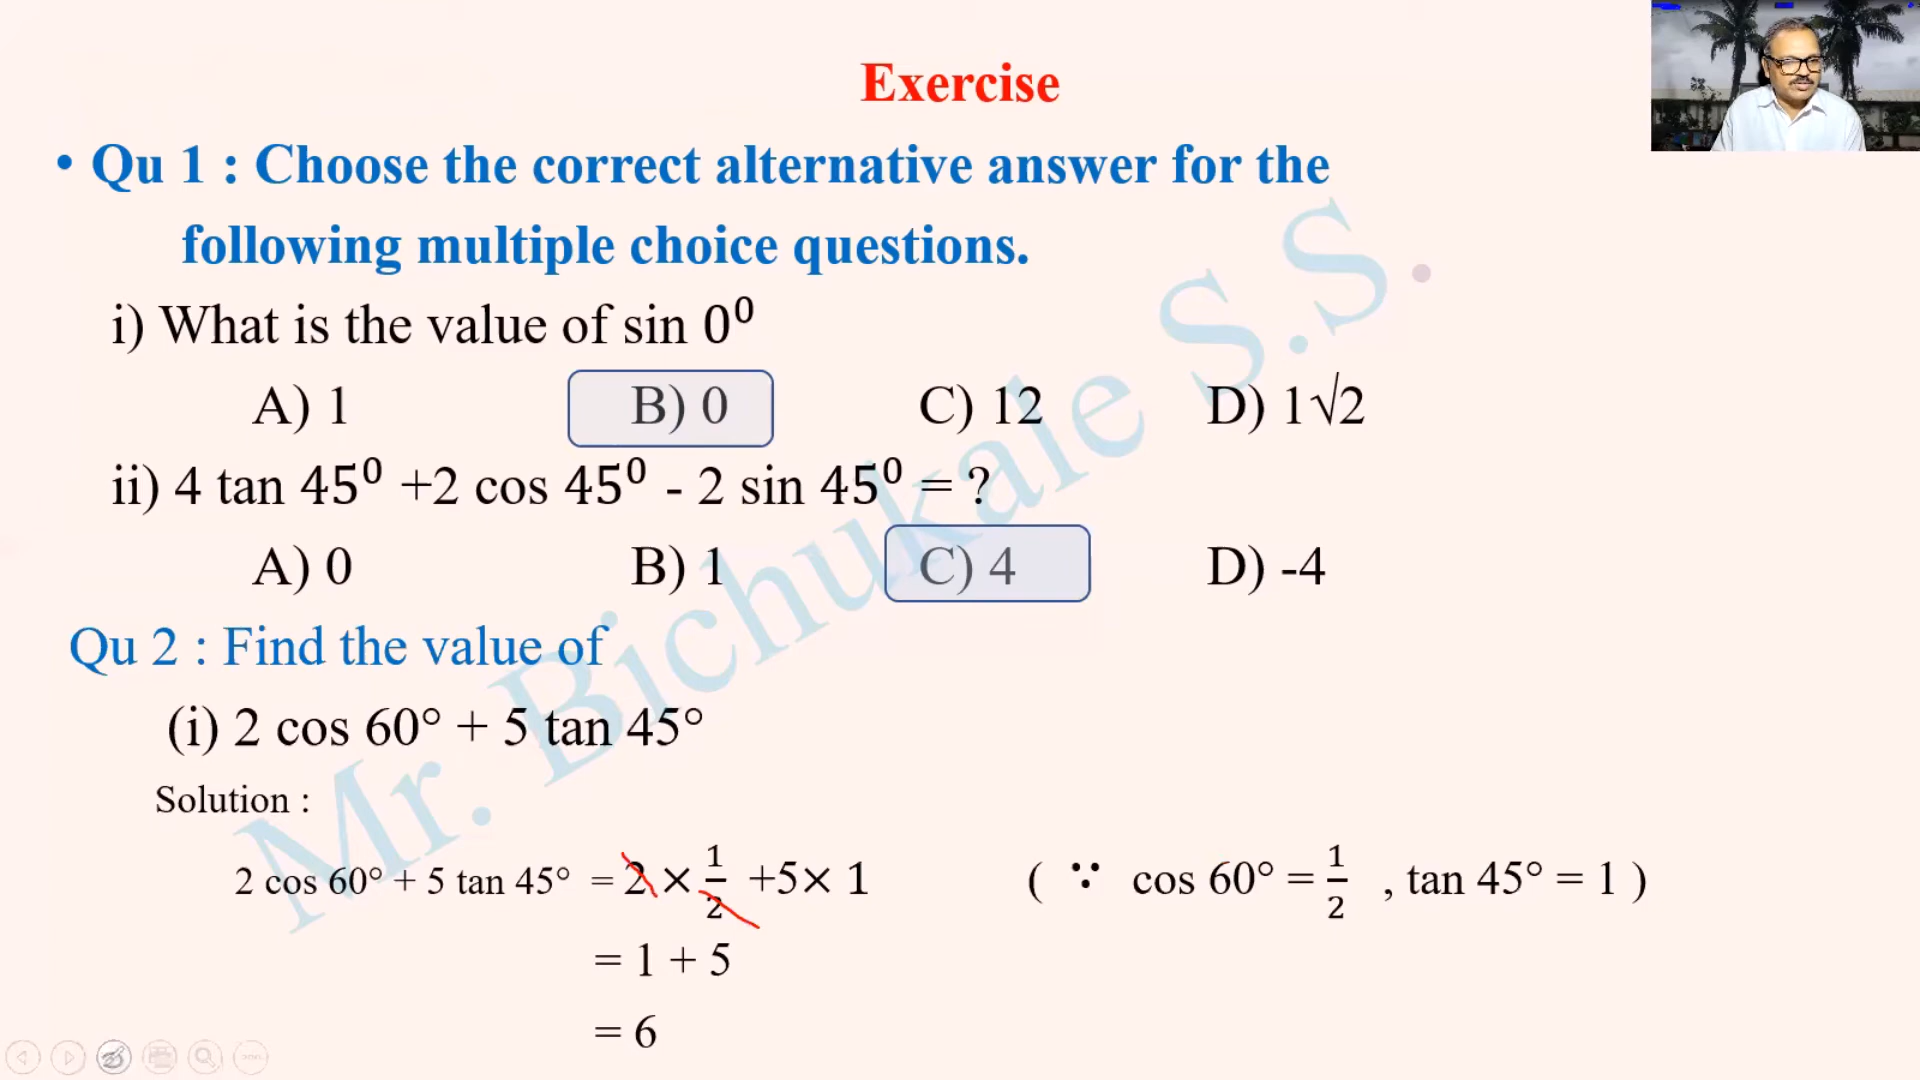 Exercise
• Qu 1 : Choose the correct alternative answer for the
following multiple choice questions.
i) What is the value of sin 0⁰
A) 1 B) 0 C) 12 D) 1√2
ii) 4 tan 45⁰ +2 cos 45⁰ - 2 sin 45⁰ = ?
A) 0 B) 1 C) 4 D) -4
Qu 2 : Find the value of
(i) 2 cos 60° + 5 tan 45°
Solution :
2 cos 60° + 5 tan 45° = 2 × 1/2 +5× 1 ( ∵ cos 60° = 1/2 , tan 45° = 1 )
= 1 + 5
= 6
Mr. Bichukale S.S.